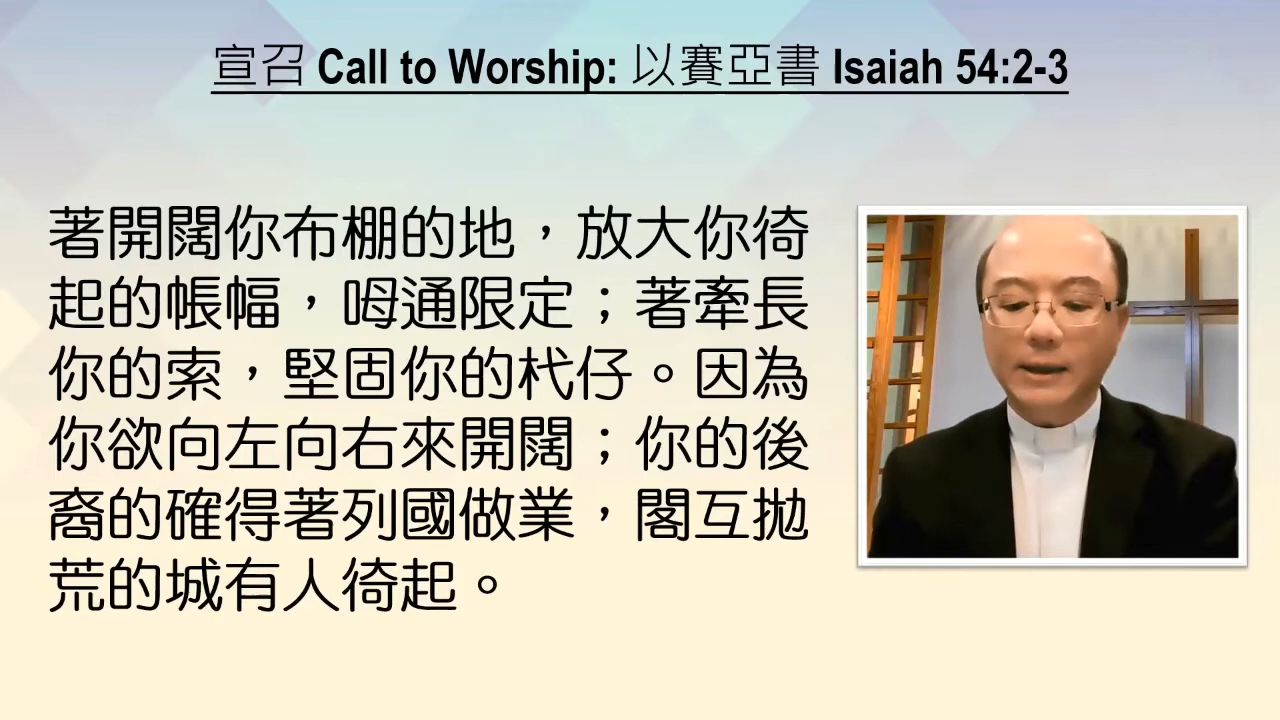 宣召 Call to Worship: 以賽亞書 Isaiah 54:2-3
著開闊你布棚的地，放大你徛
起的帳幅，呣通限定；著牽長
你的索，堅固你的杙仔。因為
你欲向左向右來開闊；你的後
裔的確得著列國做業，閣互拋
荒的城有人徛起。